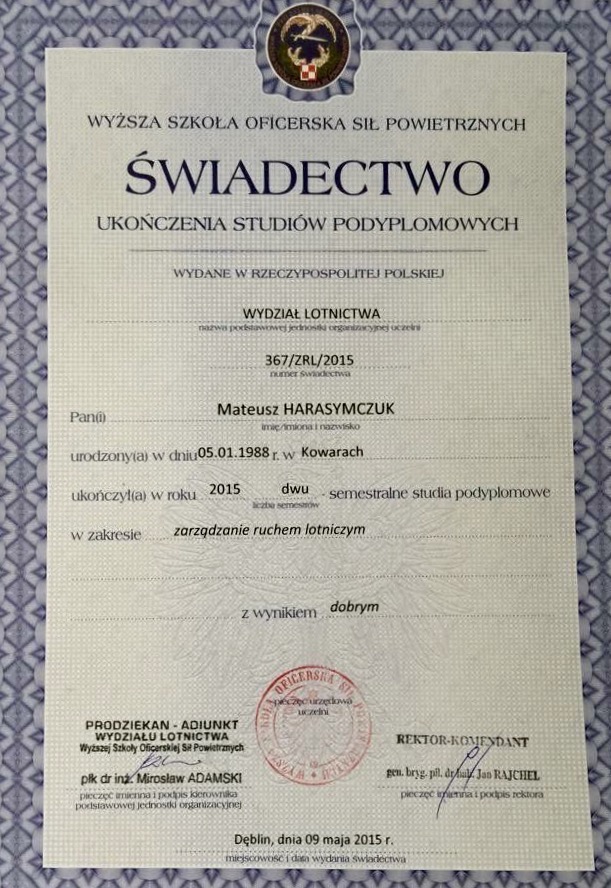 WYŻSZA SZKOŁA OFICERSKA SIŁ POWIETRZNYCH
ŚWIADECTWO
UKOŃCZENIA STUDIÓW PODYPLOMOWYCH
WYDANE W RZECZYPOSPOLITEJ POLSKIEJ
WYDZIAŁ LOTNICTWA
nazwa podstawowej jednostki organizacyjnej uczelni
367/ZRL/2015
numer świadectwa
Pan(i) Mateusz HARASYMCZUK
imię/imiona i nazwisko
urodzony(a) w dniu 05.01.1988 r. w Kowarach
ukończył(a) w roku 2015 dwu - semestralne studia podyplomowe
liczba semestrów
w zakresie zarządzanie ruchem lotniczym
z wynikiem dobrym
pieczęć urzędowa
uczelni
PRODZIEKAN - ADIUNKT
WYDZIAŁU LOTNICTWA
Wyższej Szkoły Oficerskiej Sił Powietrznych
płk dr inż. Mirosław ADAMSKI
pieczęć imienna i podpis kierownika
podstawowej jednostki organizacyjnej
REKTOR-KOMENDANT
gen. bryg. pil. dr hab. Jan RAJCHEL
pieczęć imienna i podpis rektora
Dęblin, dnia 09 maja 2015 r.
miejscowość i data wydania świadectwa